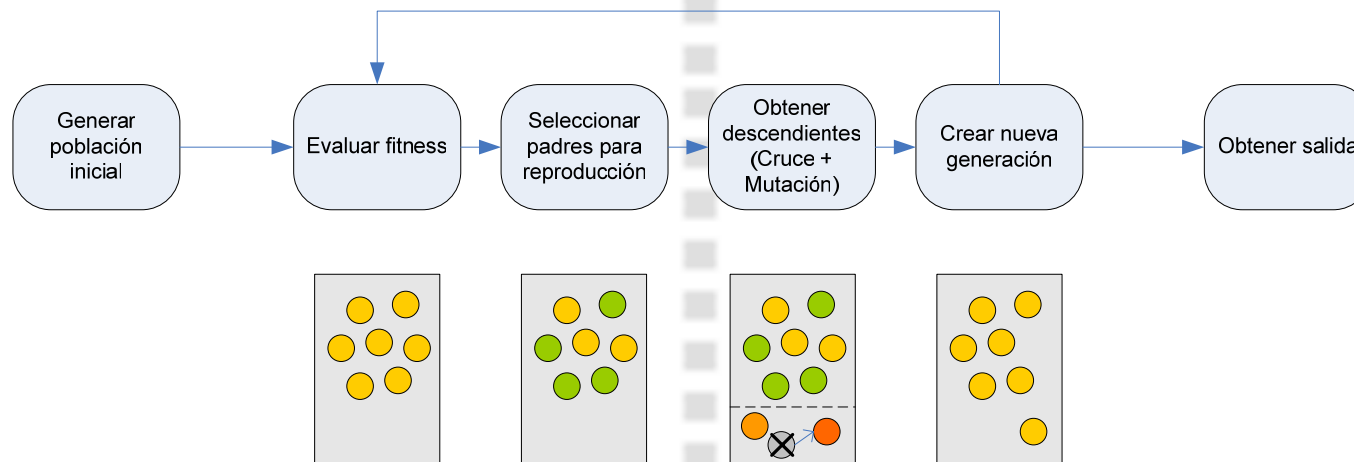 Generar
población
inicial
Evaluar fitness
Seleccionar
padres para
reproducción
Obtener
descendientes
(Cruce +
Mutación)
Crear nueva
generación
Obtener salida